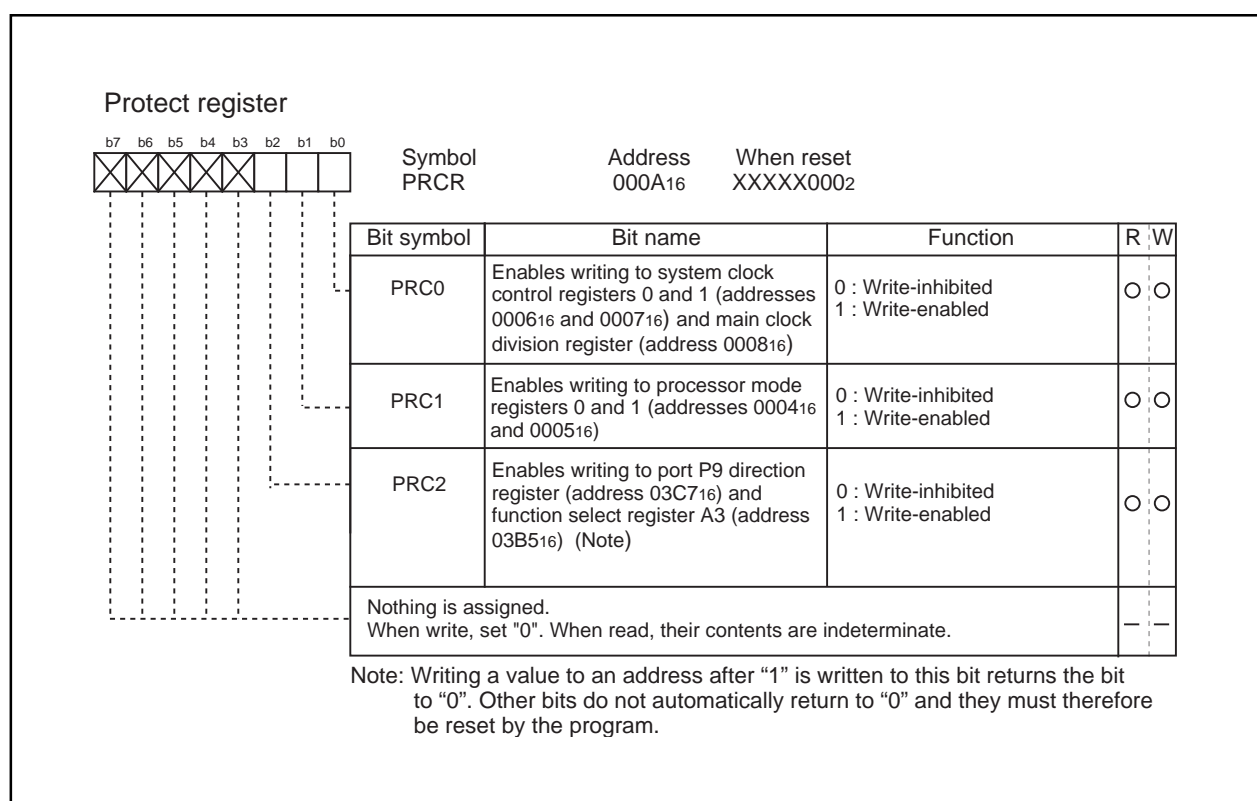 Protect register
b7 b6 b5 b4 b3 b2 b1 b0
Symbol Address When reset
PRCR 000A16 XXXXX0002
Bit symbol Bit name Function R W
PRC0
Enables writing to system clock
control registers 0 and 1 (addresses
000616 and 000716) and main clock
division register (address 000816)
0 : Write-inhibited
1 : Write-enabled
PRC1
Enables writing to processor mode
registers 0 and 1 (addresses 000416
and 000516)
0 : Write-inhibited
1 : Write-enabled
PRC2
Enables writing to port P9 direction
register (address 03C716) and
function select register A3 (address
03B516) (Note)
0 : Write-inhibited
1 : Write-enabled
Nothing is assigned.
When write, set "0". When read, their contents are indeterminate.
Note: Writing a value to an address after “1” is written to this bit returns the bit
to “0”. Other bits do not automatically return to “0” and they must therefore
be reset by the program.